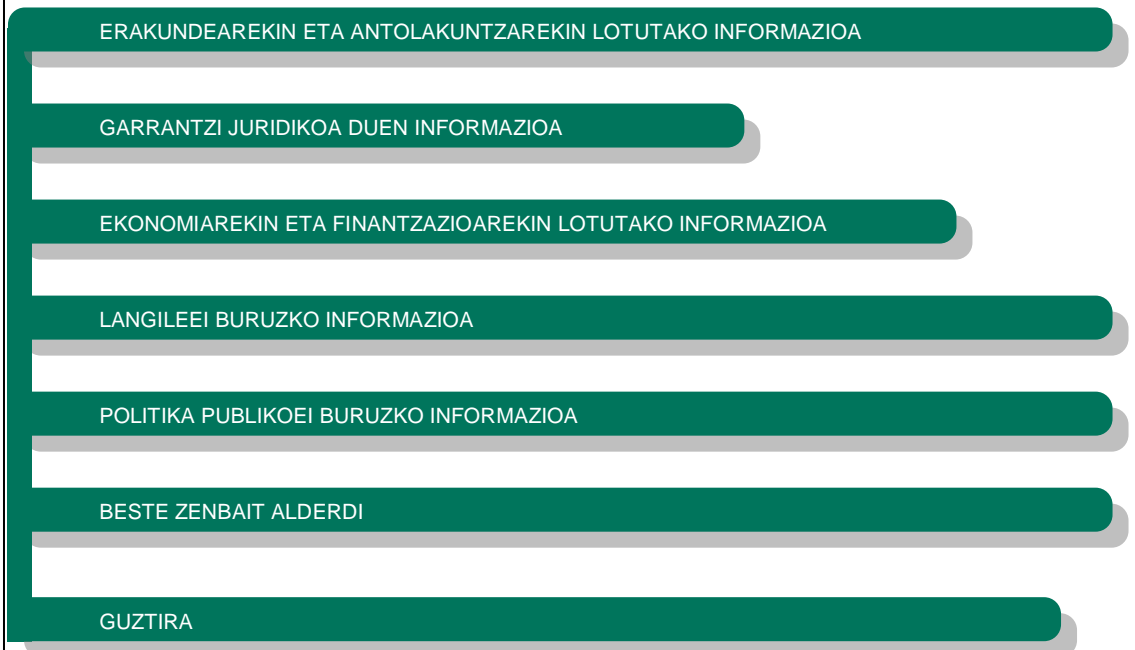 ERAKUNDEAREKIN ETA ANTOLAKUNTZAREKIN LOTUTAKO INFORMAZIOA
GARRANTZI JURIDIKOA DUEN INFORMAZIOA
EKONOMIAREKIN ETA FINANTZAZIOAREKIN LOTUTAKO INFORMAZIOA
LANGILEEI BURUZKO INFORMAZIOA
POLITIKA PUBLIKOEI BURUZKO INFORMAZIOA
BESTE ZENBAIT ALDERDI
GUZTIRA